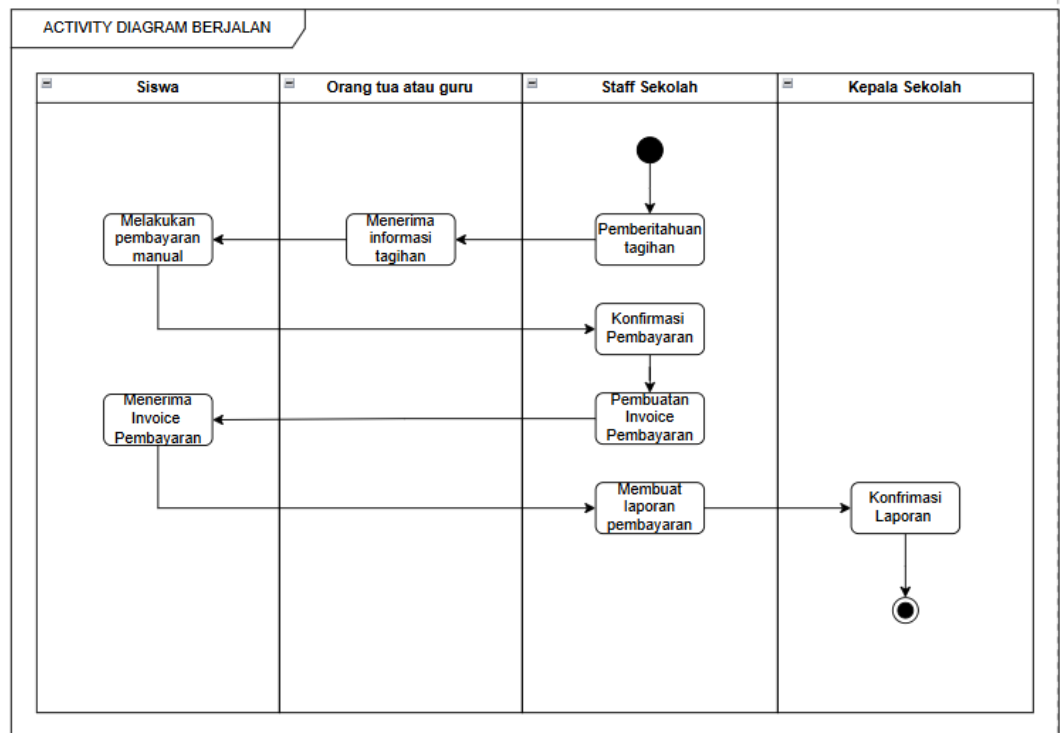 ACTIVITY DIAGRAM BERJALAN
Siswa
Orang tua atau guru
Staff Sekolah
Kepala Sekolah
Melakukan
pembayaran
manual
Menerima
informasi
tagihan
Pemberitahuan
tagihan
Konfirmasi
Pembayaran
Menerima
Invoice
Pembayaran
Pembuatan
Invoice
Pembayaran
Membuat
laporan
pembayaran
Konfrimasi
Laporan